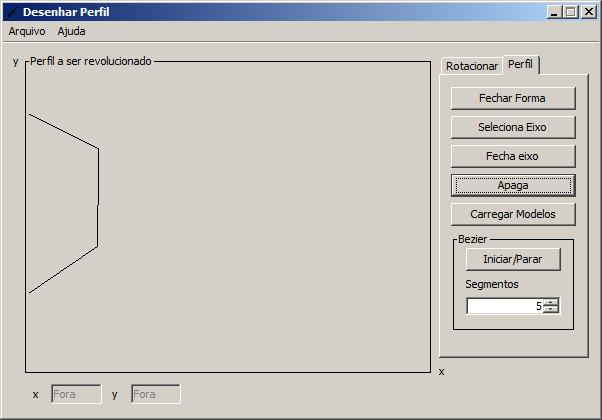 Desenhar Perfil
Arquivo Ajuda
y
Perfil a ser revolucionado
Rotacionar Perfil
Fechar Forma
Seleciona Eixo
Fecha eixo
Apaga
Carregar Modelos
Bezier
Iniciar/Parar
Segmentos
5
x
x Fora y Fora